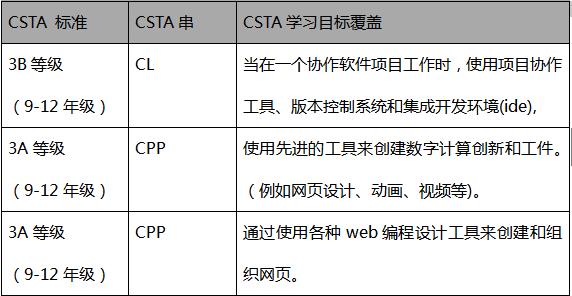 CSTA 标准 CSTA 串 CSTA 学习目标覆盖
3B 等级 CL 当在一个协作软件项目工作时，使用项目协作
（9-12 年级） 工具、版本控制系统和集成开发环境(ide),
3A 等级 CPP 使用先进的工具来创建数字计算创新和工件。
（9-12 年级） （例如网页设计、动画、视频等)。
3A 等级 CPP 通过使用各种 web 编程设计工具来创建和组
（9-12 年级） 织网页。